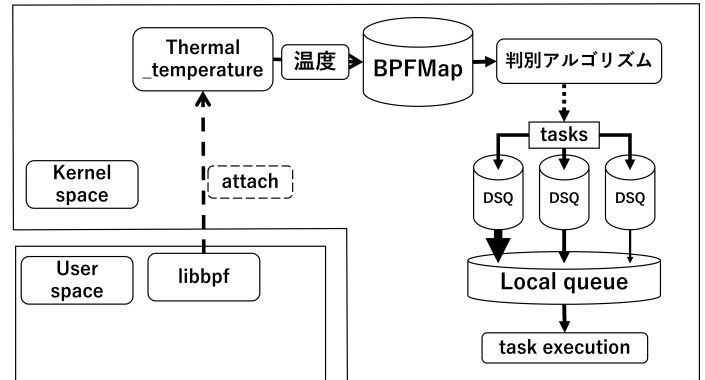 Thermal
_temperature
温度
BPFMap
判別アルゴリズム
tasks
Kernel
space
attach
DSQ
DSQ
DSQ
User
space
libbpf
Local queue
task execution